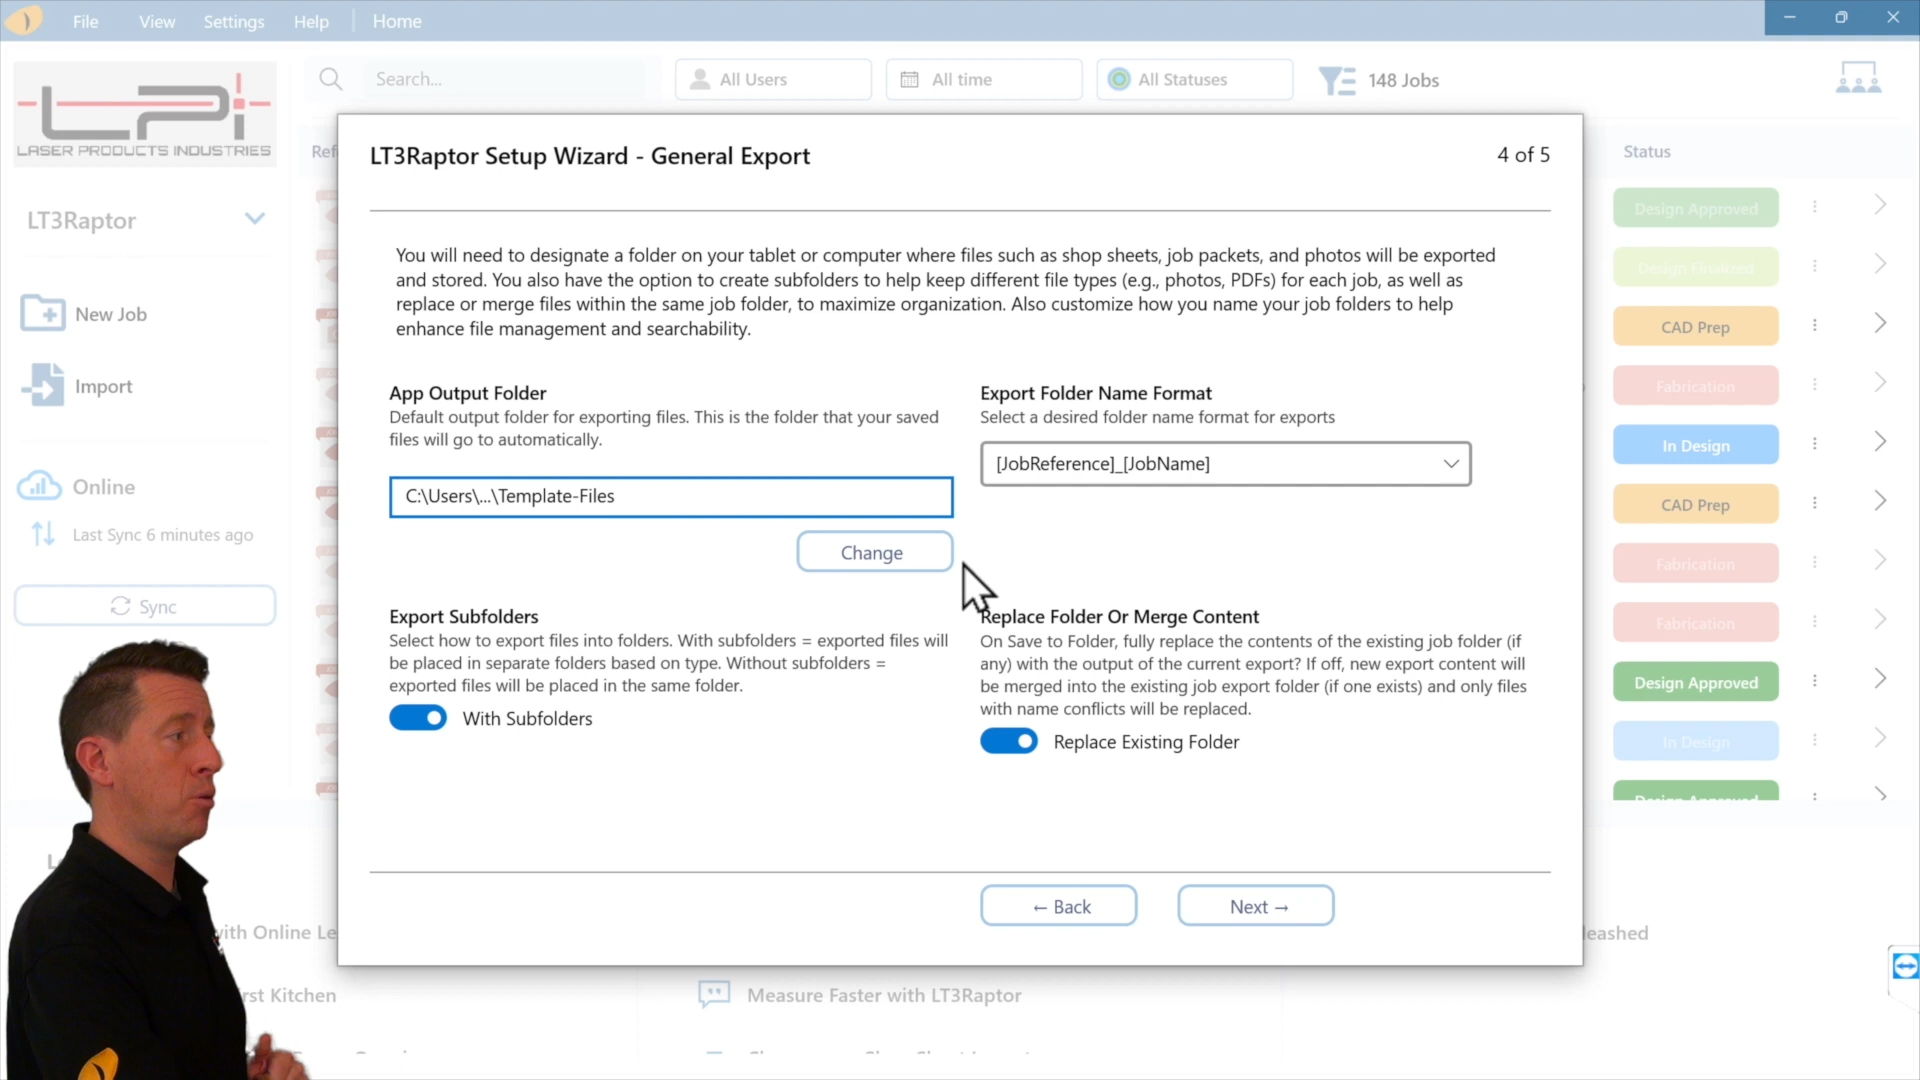 File View Settings Help Home
Search...
All Users
All time
All Statuses
148 Jobs
LPi
LASER PRODUCTS INDUSTRIES
Status
LT3Raptor
New Job
Import
Online
Last Sync 6 minutes ago
Sync
LT3Raptor Setup Wizard - General Export
4 of 5
You will need to designate a folder on your tablet or computer where files such as shop sheets, job packets, and photos will be exported
and stored. You also have the option to create subfolders to help keep different file types (e.g., photos, PDFs) for each job, as well as
replace or merge files within the same job folder, to maximize organization. Also customize how you name your job folders to help
enhance file management and searchability.
App Output Folder
Default output folder for exporting files. This is the folder that your saved
files will go to automatically.
C:\Users\...\Template-Files
Change
Export Folder Name Format
Select a desired folder name format for exports
[JobReference]_[JobName]
Export Subfolders
Select how to export files into folders. With subfolders = exported files will
be placed in separate folders based on type. Without subfolders =
exported files will be placed in the same folder.
With Subfolders
Replace Folder Or Merge Content
On Save to Folder, fully replace the contents of the existing job folder (if
any) with the output of the current export? If off, new export content will
be merged into the existing job export folder (if one exists) and only files
with name conflicts will be replaced.
Replace Existing Folder
← Back
Next →
Design Approved
Design Finalized
CAD Prep
Fabrication
In Design
CAD Prep
Fabrication
Fabrication
Design Approved
In Design
Design Approved
with Online Le
rst Kitchen
Measure Faster with LT3Raptor
leashed